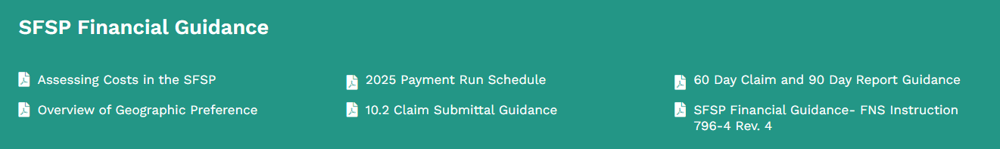 SFSP Financial Guidance
Assessing Costs in the SFSP
2025 Payment Run Schedule
60 Day Claim and 90 Day Report Guidance
Overview of Geographic Preference
10.2 Claim Submittal Guidance
SFSP Financial Guidance- FNS Instruction
796-4 Rev. 4